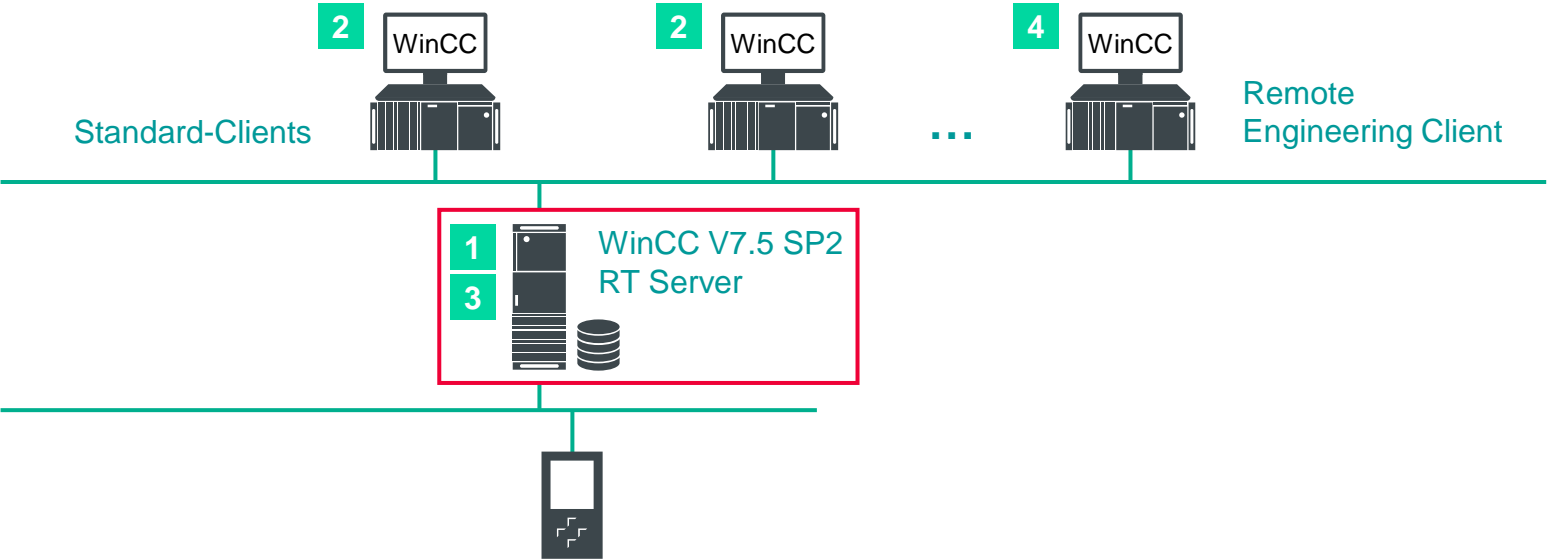 2
WinCC
2
WinCC
4
WinCC
Standard-Clients
...
Remote
Engineering Client
1
3
WinCC V7.5 SP2
RT Server